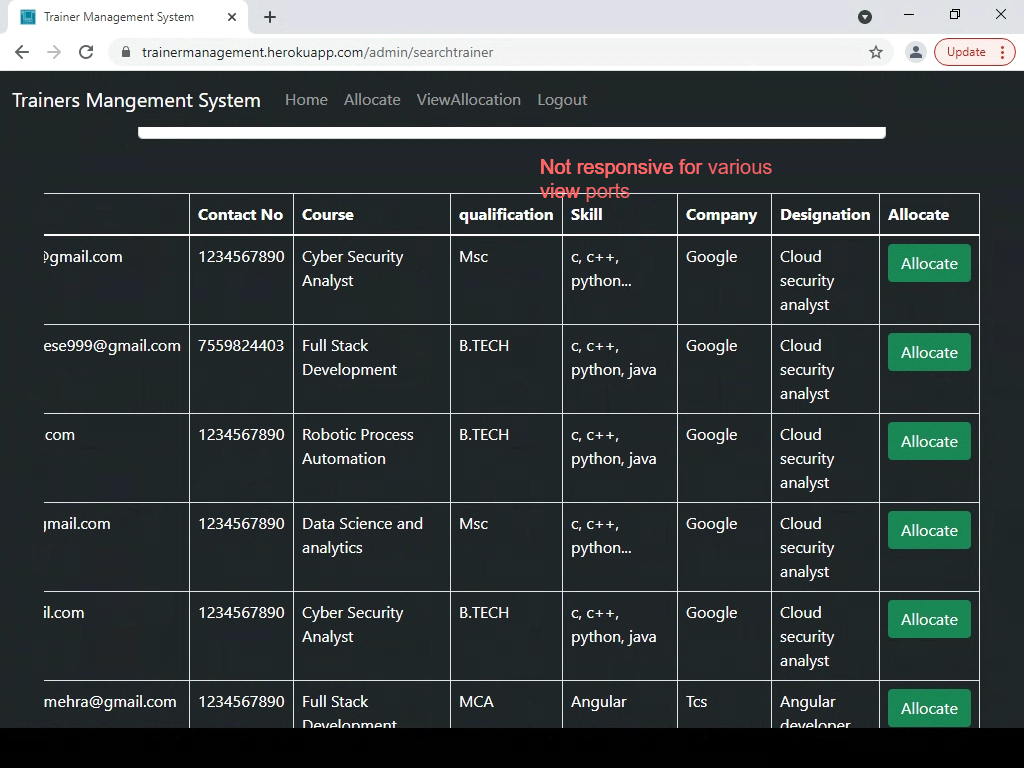 Trainer Management System
trainermanagement.herokuapp.com/admin/searchtrainer
Update
Trainers Mangement System Home Allocate ViewAllocation Logout
Not responsive for various
view ports
Contact No Course qualification Skill Company Designation Allocate
@gmail.com 1234567890 Cyber Security Msc c, c++, Google Cloud Allocate
Analyst python... security
analyst
ese999@gmail.com 7559824403 Full Stack B.TECH c, c++, Google Cloud Allocate
Development python, java security
analyst
.com 1234567890 Robotic Process B.TECH c, c++, Google Cloud Allocate
Automation python, java security
analyst
gmail.com 1234567890 Data Science and Msc c, c++, Google Cloud Allocate
analytics python... security
analyst
il.com 1234567890 Cyber Security B.TECH c, c++, Google Cloud Allocate
Analyst python, java security
analyst
mehra@gmail.com 1234567890 Full Stack MCA Angular Tcs Angular Allocate
Development developer